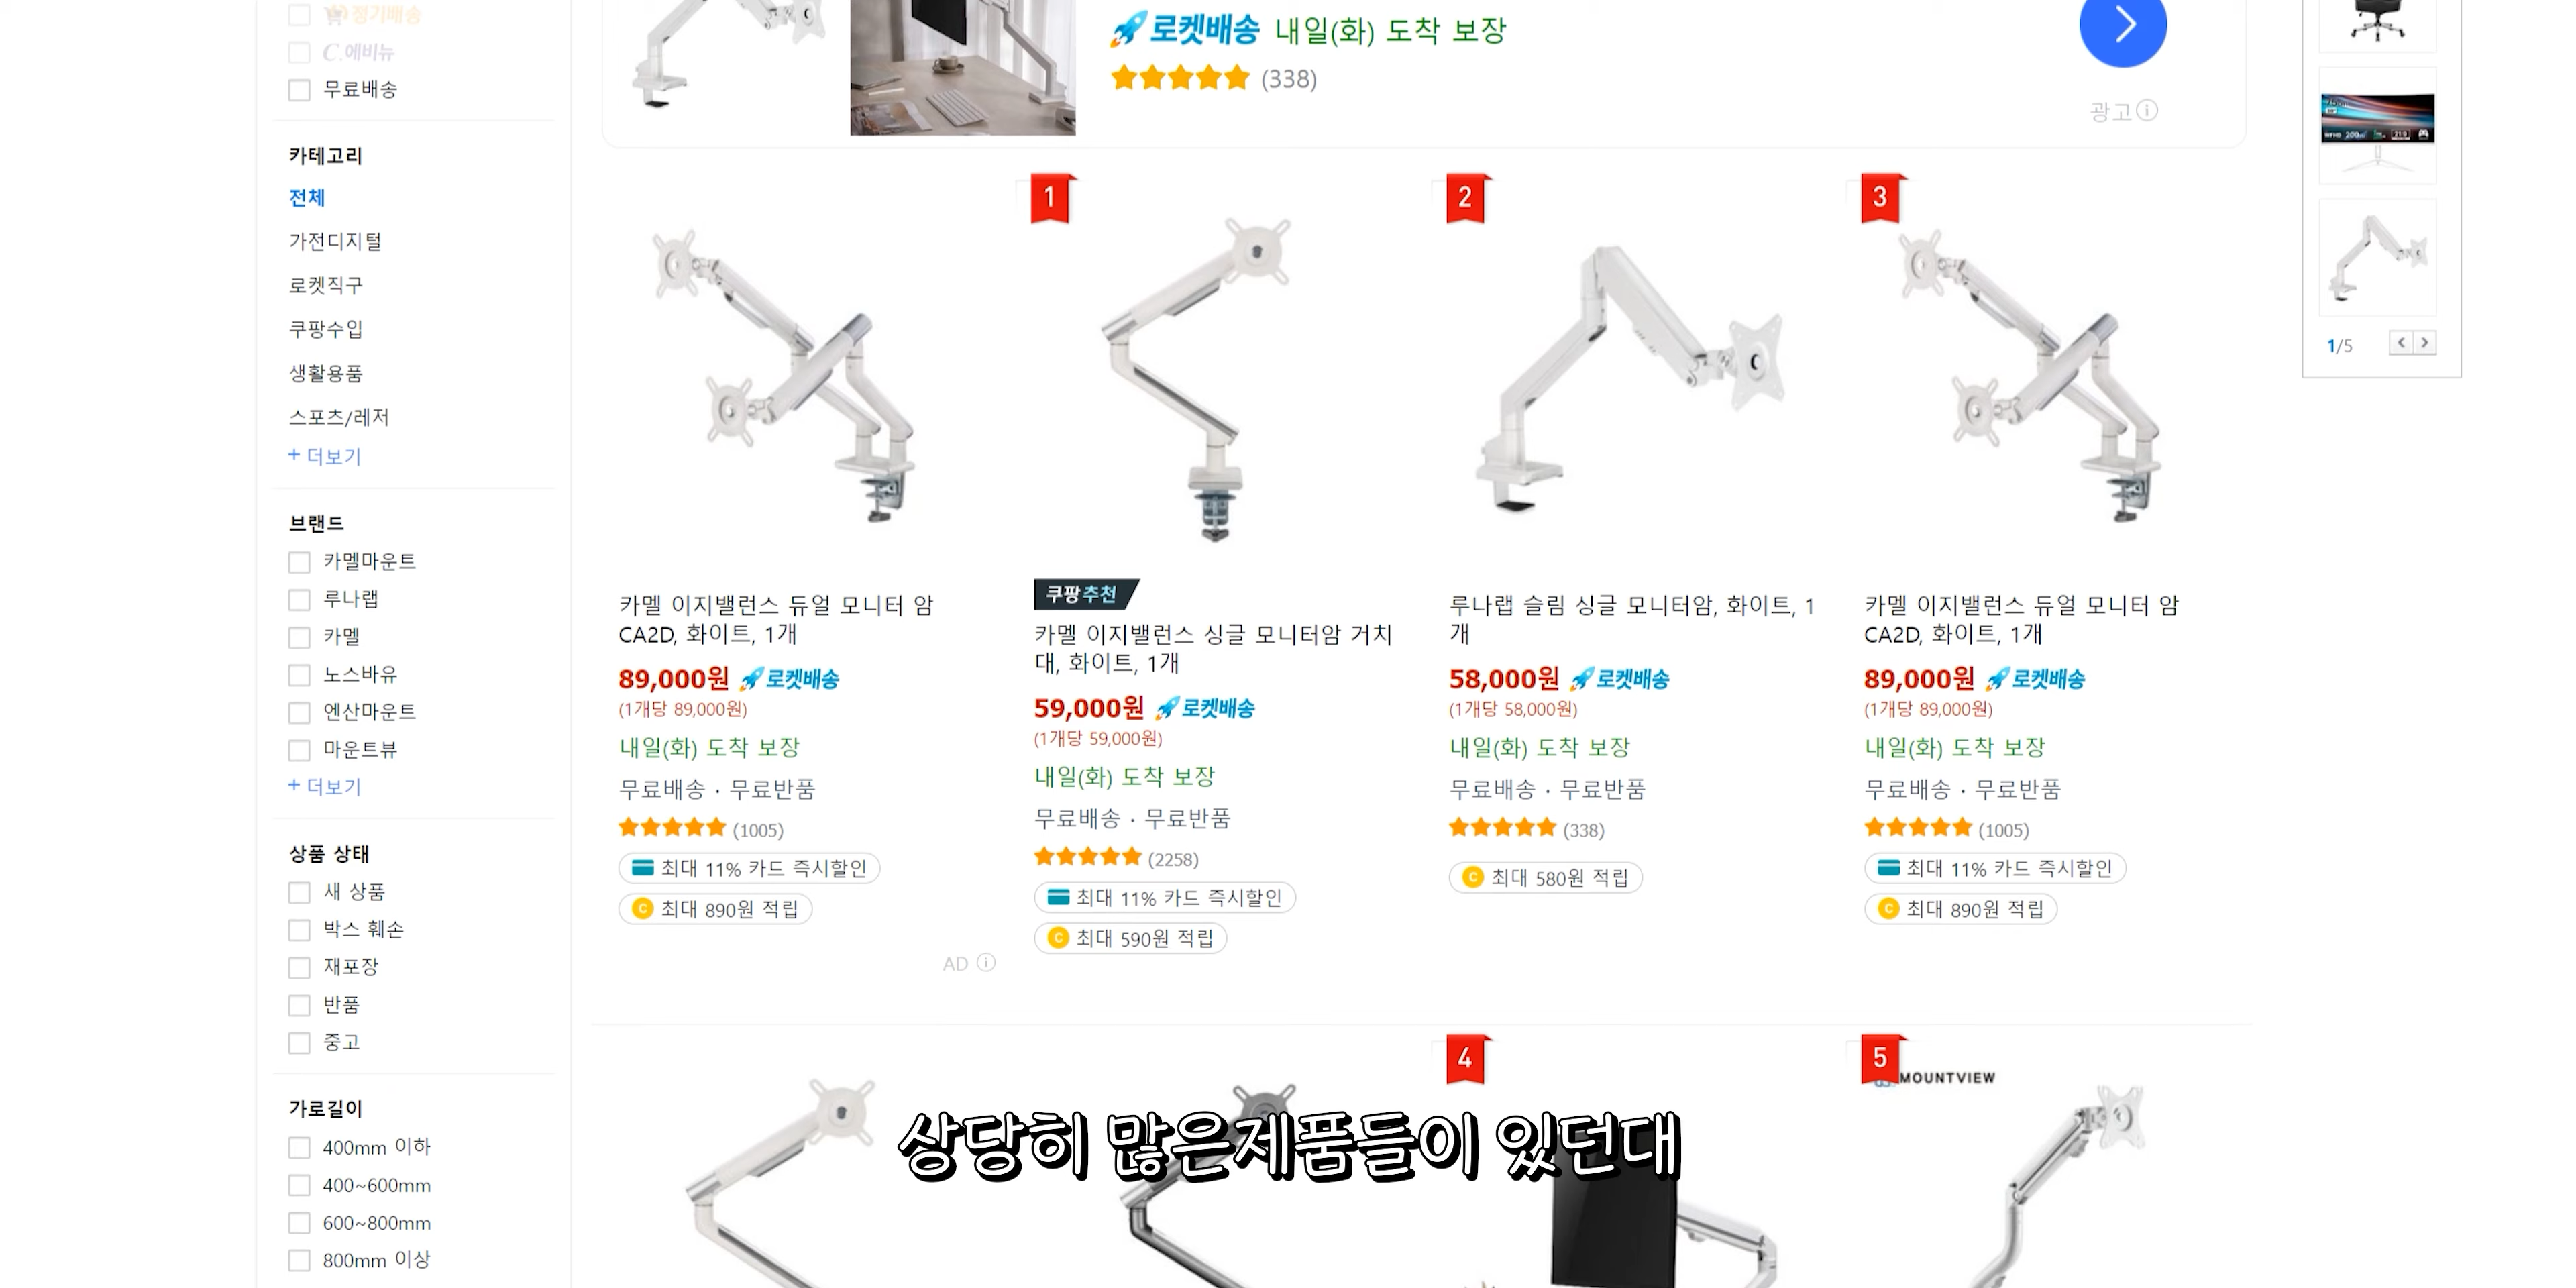 정기배송
C.에비뉴
무료배송
카테고리
전체
가전디지털
로켓직구
쿠팡수입
생활용품
스포츠/레저
+ 더보기
브랜드
카멜마운트
루나랩
카멜
노스바유
엔산마운트
마운트뷰
+ 더보기
상품 상태
새 상품
박스 훼손
재포장
반품
중고
가로길이
400mm 이하
400~600mm
600~800mm
800mm 이상
로켓배송 내일(화) 도착 보장
(338)
광고
카멜 이지밸런스 듀얼 모니터 암
CA2D, 화이트, 1개
89,000원 로켓배송
(1개당 89,000원)
내일(화) 도착 보장
무료배송 · 무료반품
(1005)
최대 11% 카드 즉시할인
최대 890원 적립
AD
1
쿠팡추천
카멜 이지밸런스 싱글 모니터암 거치
대, 화이트, 1개
59,000원 로켓배송
(1개당 59,000원)
내일(화) 도착 보장
무료배송 · 무료반품
(2258)
최대 11% 카드 즉시할인
최대 590원 적립
2
루나랩 슬림 싱글 모니터암, 화이트, 1
개
58,000원 로켓배송
(1개당 58,000원)
내일(화) 도착 보장
무료배송 · 무료반품
(338)
최대 580원 적립
3
카멜 이지밸런스 듀얼 모니터 암
CA2D, 화이트, 1개
89,000원 로켓배송
(1개당 89,000원)
내일(화) 도착 보장
무료배송 · 무료반품
(1005)
최대 11% 카드 즉시할인
최대 890원 적립
4
5
MOUNTVIEW
상당히 많은제품들이 있던대
1/5